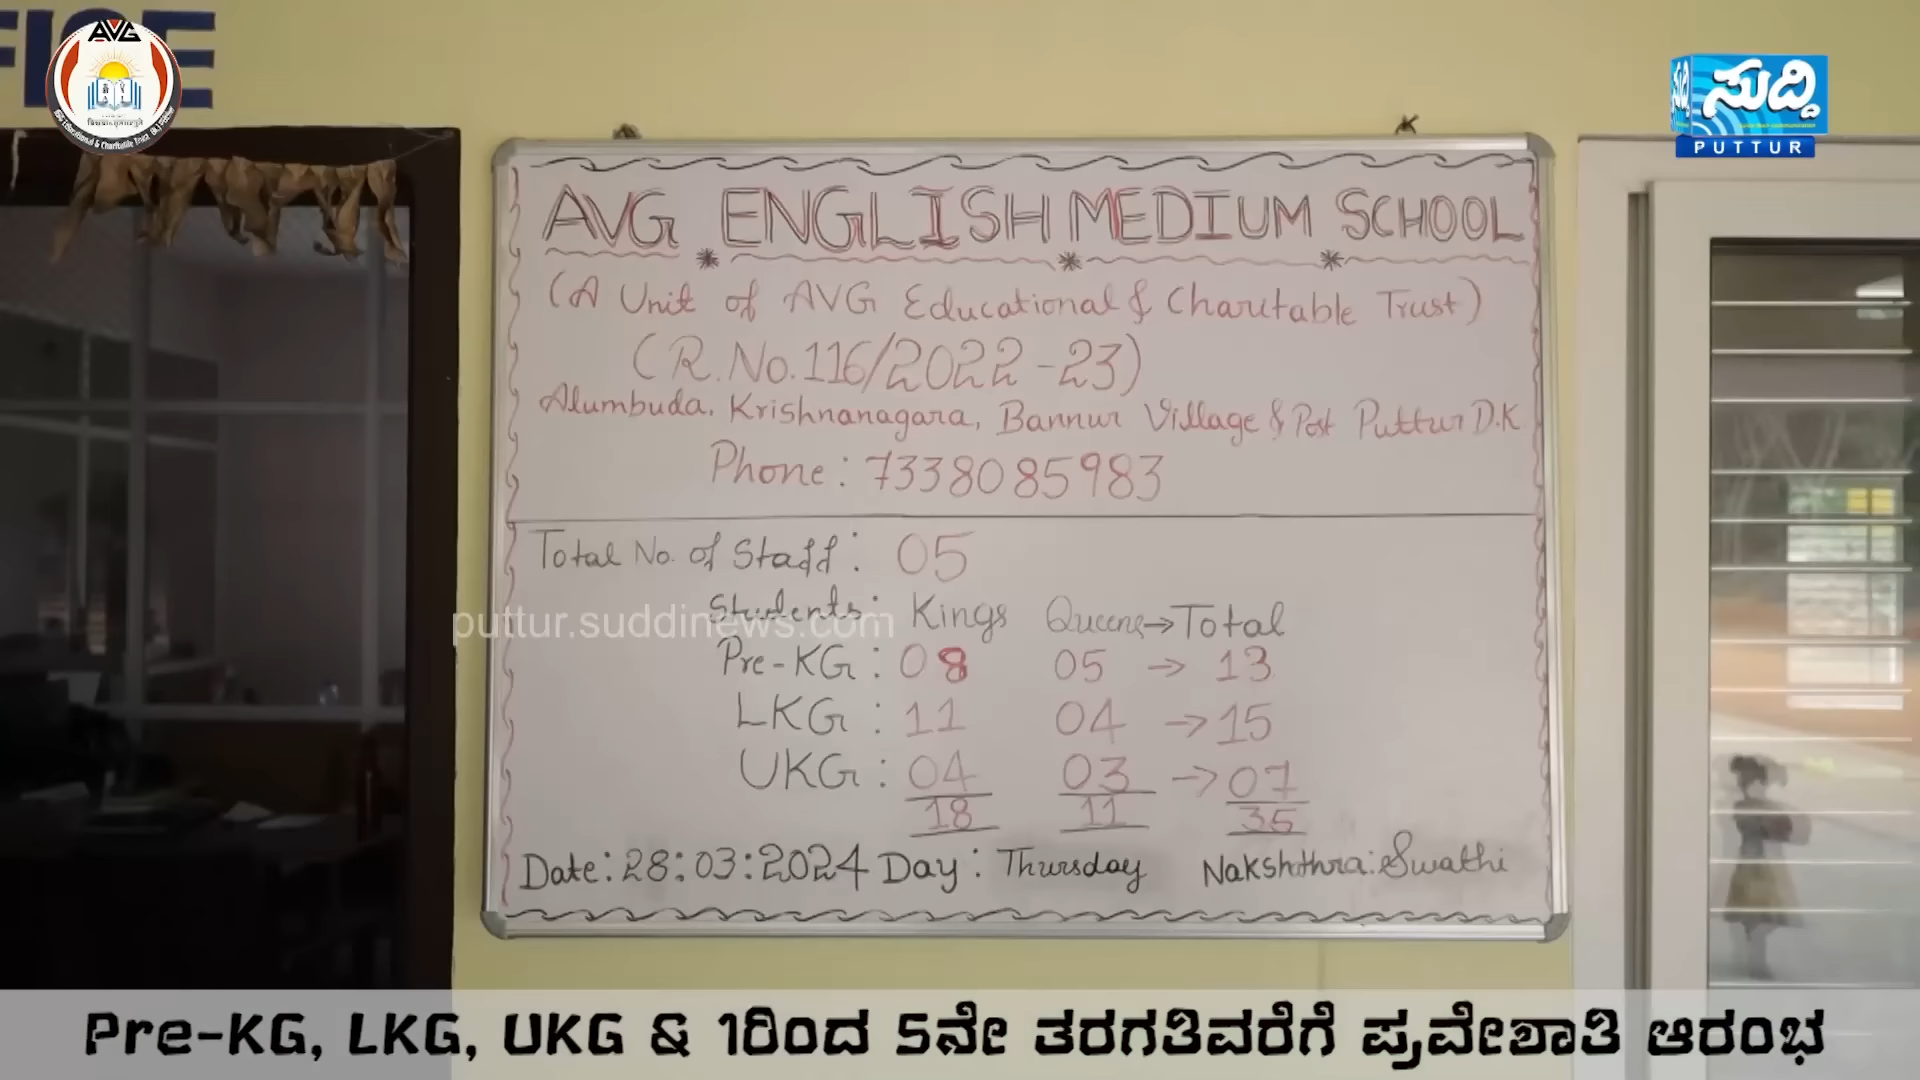 FICE
AVG
ಸುದ್ದಿ
PUTTUR
AVG ENGLISH MEDIUM SCHOOL
(A Unit of AVG Educational & Charitable Trust)
(R.No.116/2022-23)
Alumbuda, Krishnanagara, Bannur Village & Post Puttur D.K
Phone: 7338085983
Total No. of Staff: 05
Students: Kings Queens→Total
puttur.suddinews.com
Pre-KG: 08 05 → 13
LKG: 11 04 → 15
UKG: 04 03 → 07
18 11 35
Date: 28:03:2024 Day: Thursday Nakshthra: Swathi
Pre-KG, LKG, UKG & 1ರಿಂದ 5ನೇ ತರಗತಿವರೆಗೆ ಪ್ರವೇಶಾತಿ ಆರಂಭ